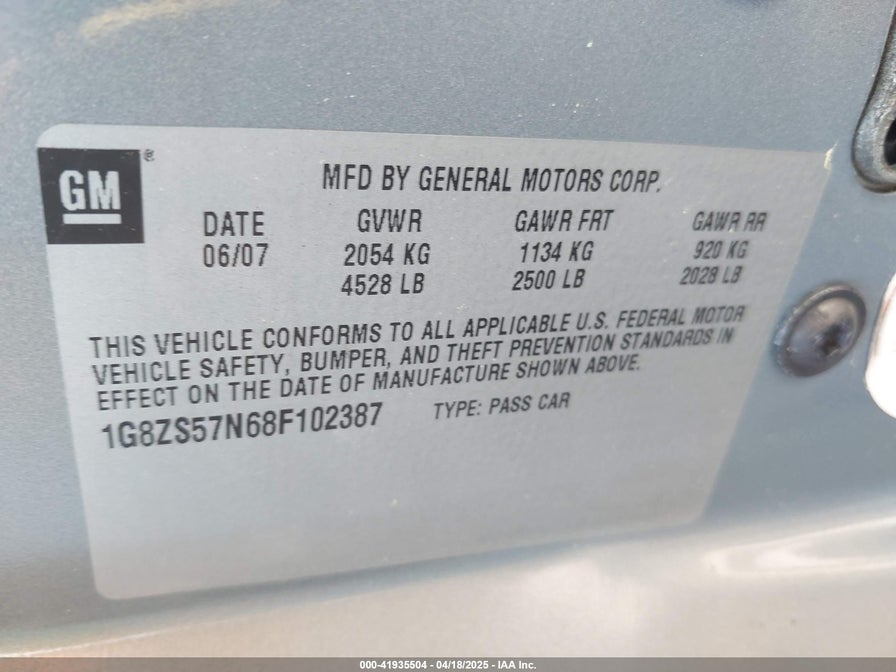 GM ®
MFD BY GENERAL MOTORS CORP.
DATE GVWR GAWR FRT GAWR RR
06/07 2054 KG 1134 KG 920 KG
4528 LB 2500 LB 2028 LB
THIS VEHICLE CONFORMS TO ALL APPLICABLE U.S. FEDERAL MOTOR
VEHICLE SAFETY, BUMPER, AND THEFT PREVENTION STANDARDS IN
EFFECT ON THE DATE OF MANUFACTURE SHOWN ABOVE.
1G8ZS57N68F102387 TYPE: PASS CAR
000-41935504 - 04/18/2025 - IAA Inc.